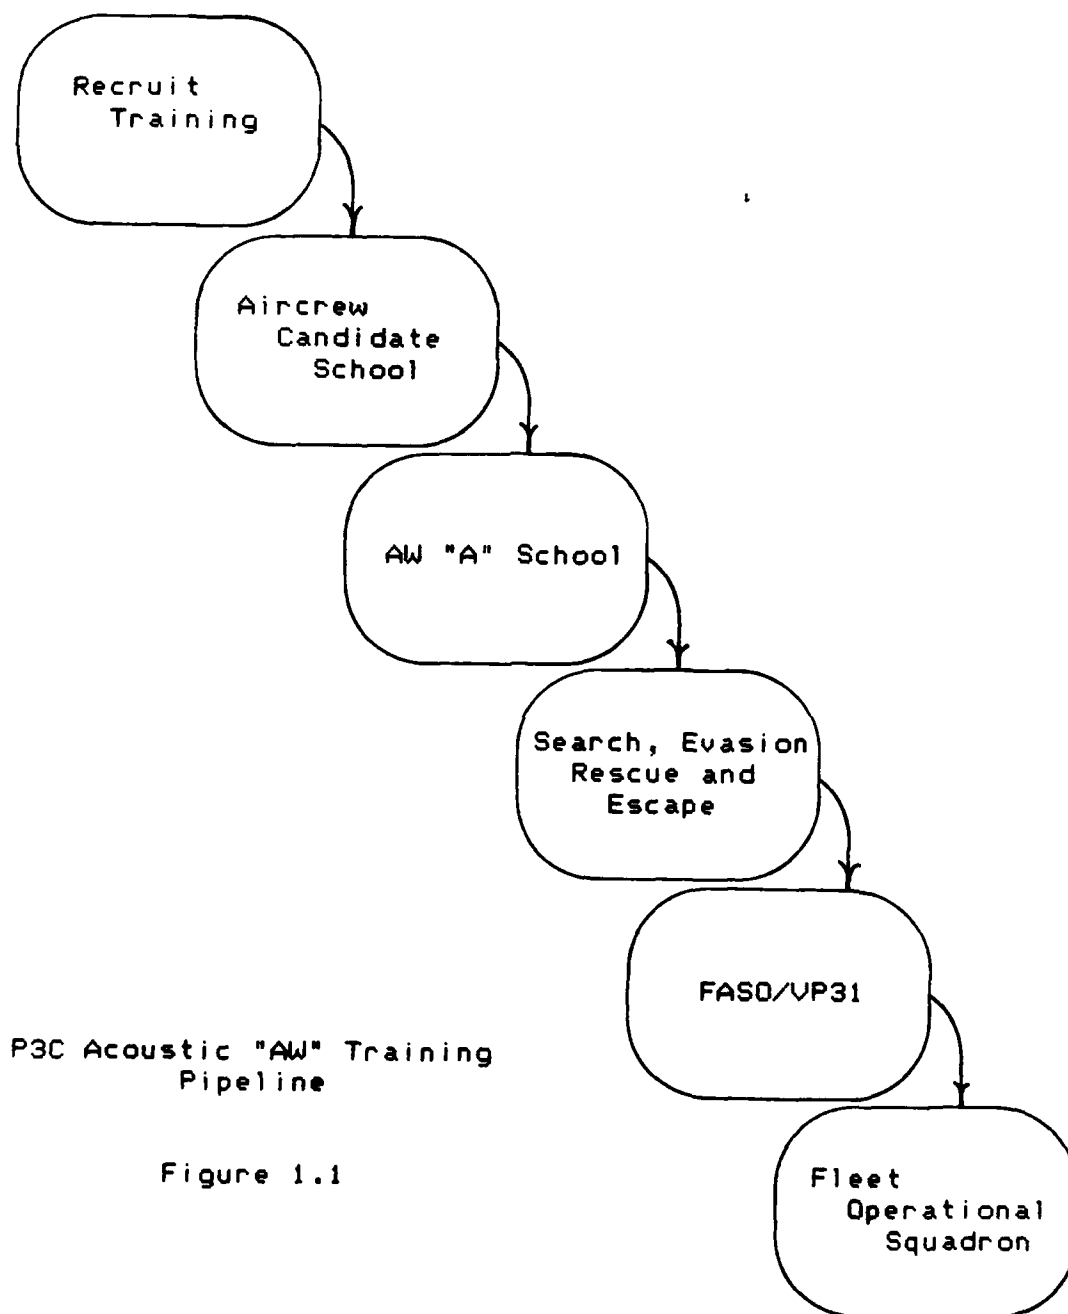 Recruit
Training
Aircrew
Candidate
School
AW "A" School
Search, Evasion
Rescue and
Escape
FASO/VP31
P3C Acoustic "AW" Training
Pipeline
Figure 1.1
Fleet
Operational
Squadron